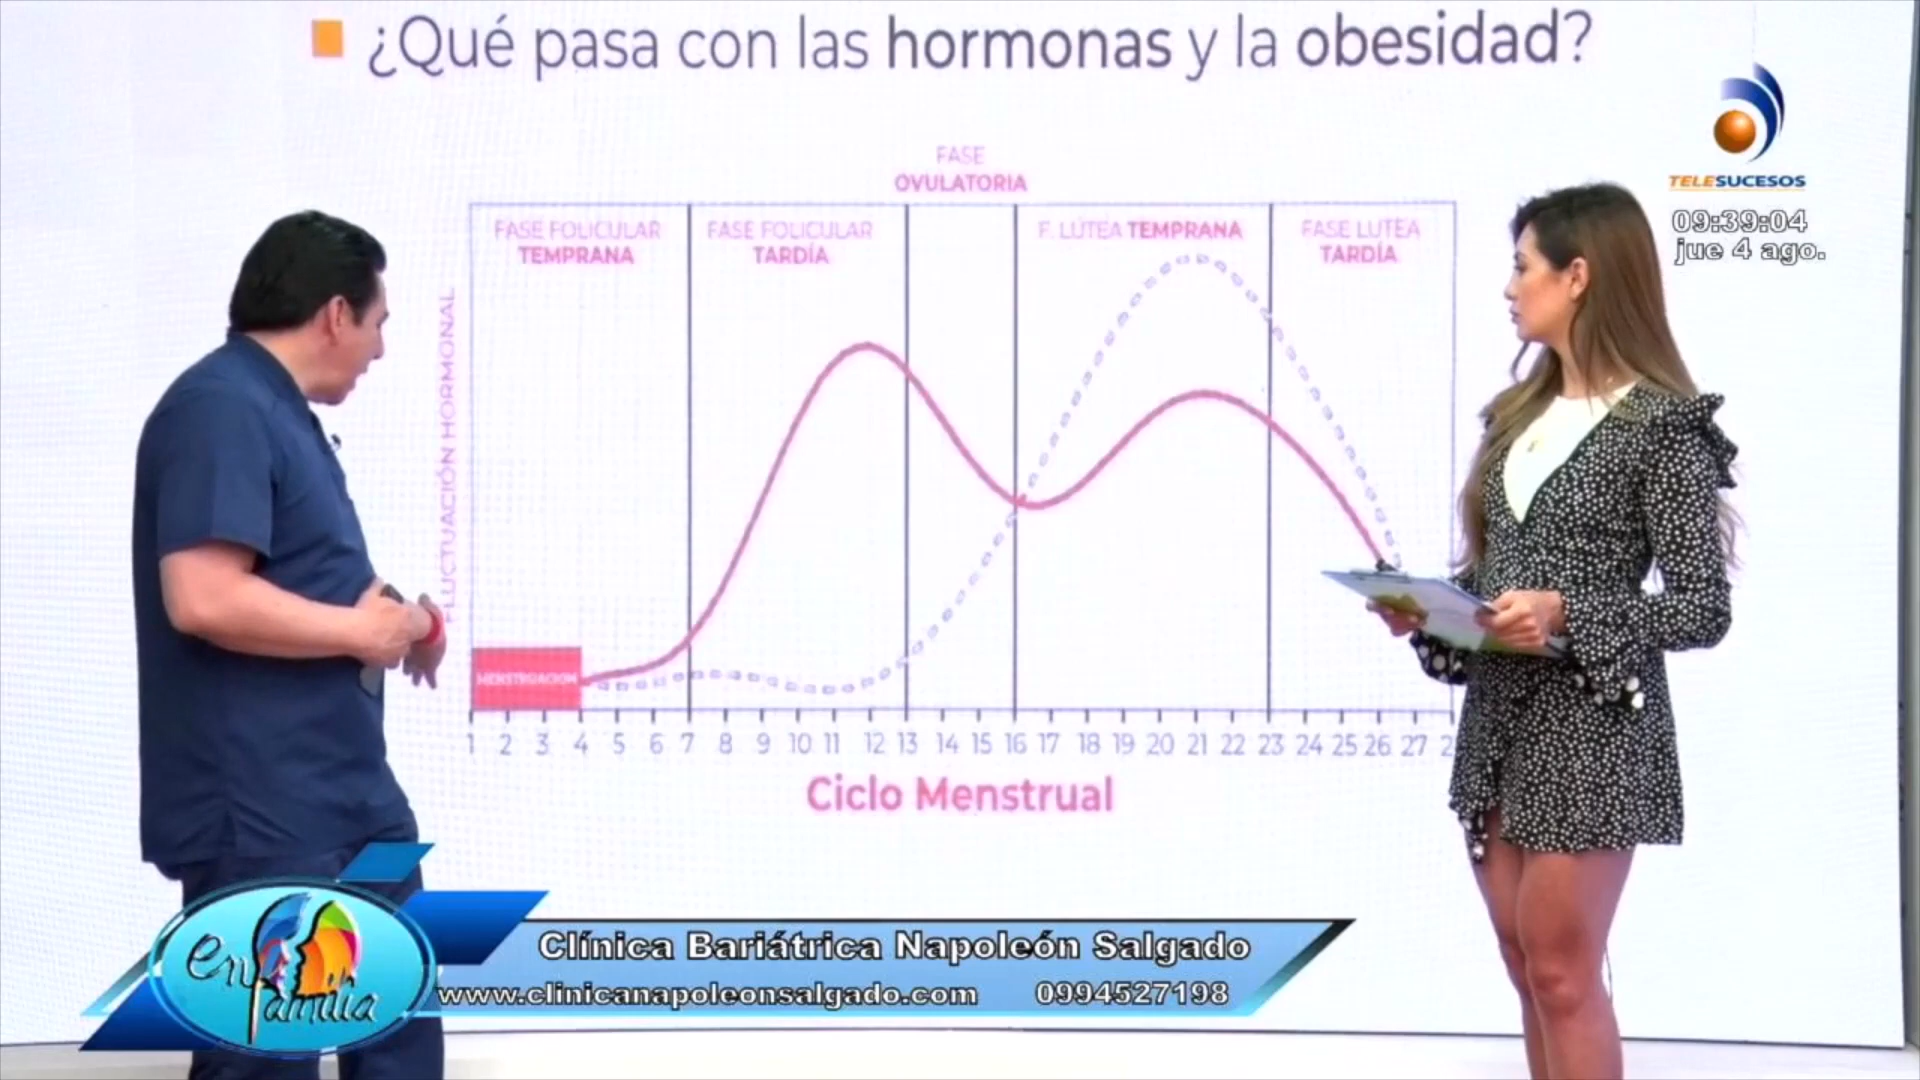 ¿Qué pasa con las hormonas y la obesidad?
TELESUCESOS
09:39:04
jue 4 ago.
FASE
OVULATORIA
FASE FOLICULAR
TEMPRANA
FASE FOLICULAR
TARDÍA
F. LÚTEA TEMPRANA
FASE LUTEA
TARDÍA
FLUCTUACIÓN HORMONAL
MENSTRUACION
1 2 3 4 5 6 7 8 9 10 11 12 13 14 15 16 17 18 19 20 21 22 23 24 25 26 27
Ciclo Menstrual
en familia
Clínica Bariátrica Napoleón Salgado
www.clinicanapoleonsalgado.com 0994527198